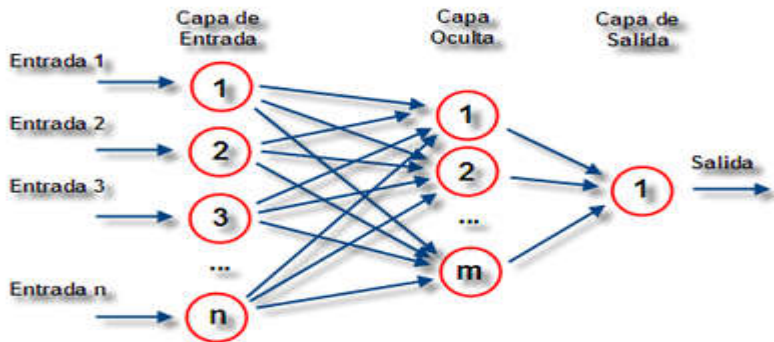 Capa de
Entrada
Capa
Oculta
Capa de
Salida
Entrada 1
1
Entrada 2
2
Entrada 3
3
...
Entrada n
n
1
2
...
m
1
Salida